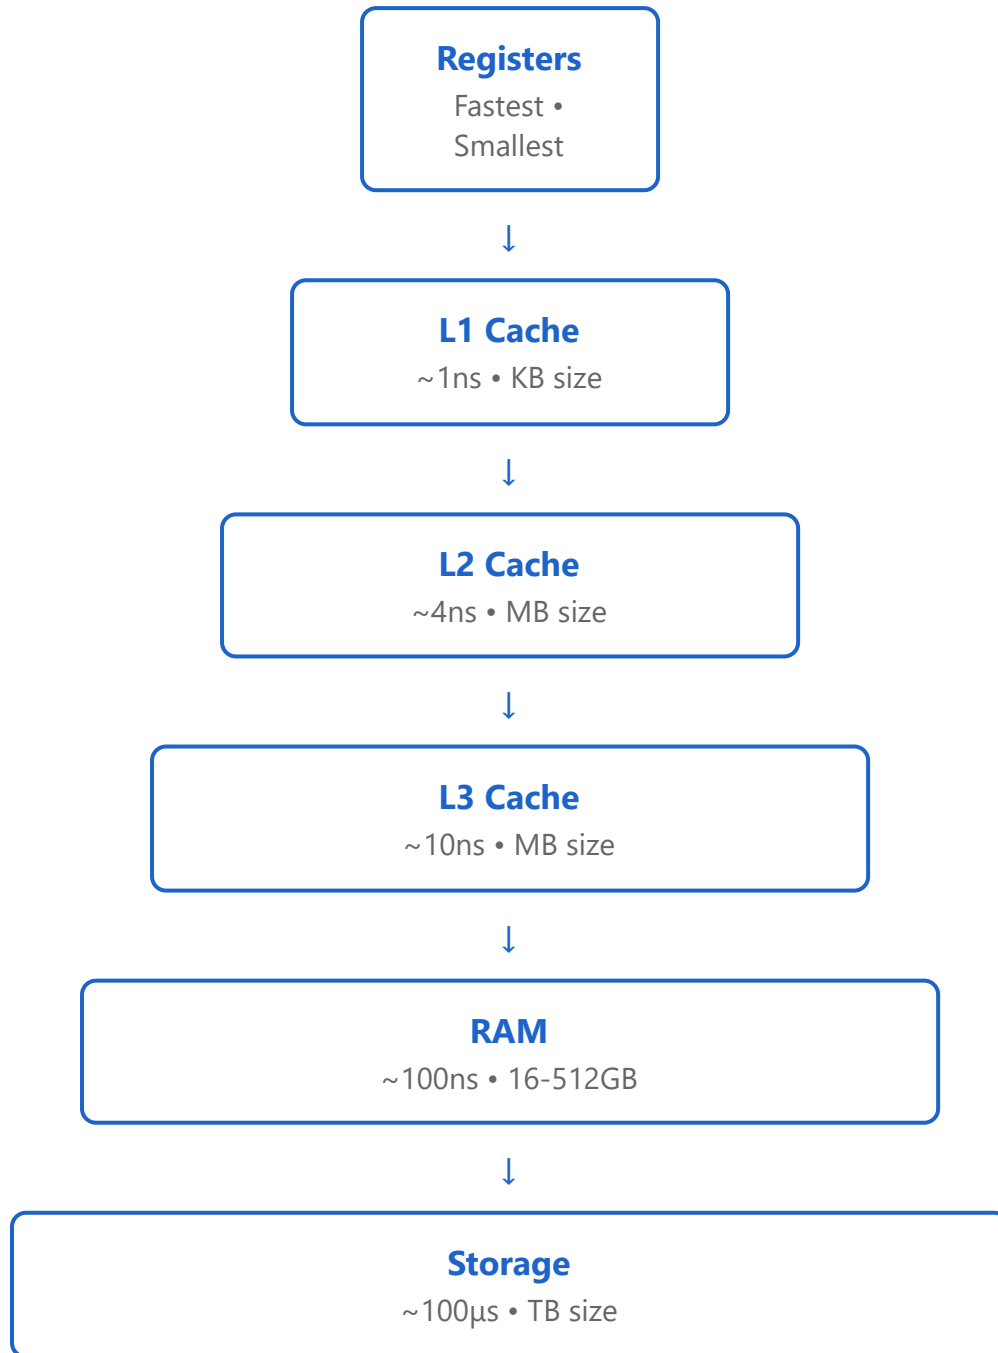 Registers
Fastest •
Smallest
↓
L1 Cache
~1ns • KB size
↓
L2 Cache
~4ns • MB size
↓
L3 Cache
~10ns • MB size
↓
RAM
~100ns • 16-512GB
↓
Storage
~100μs • TB size